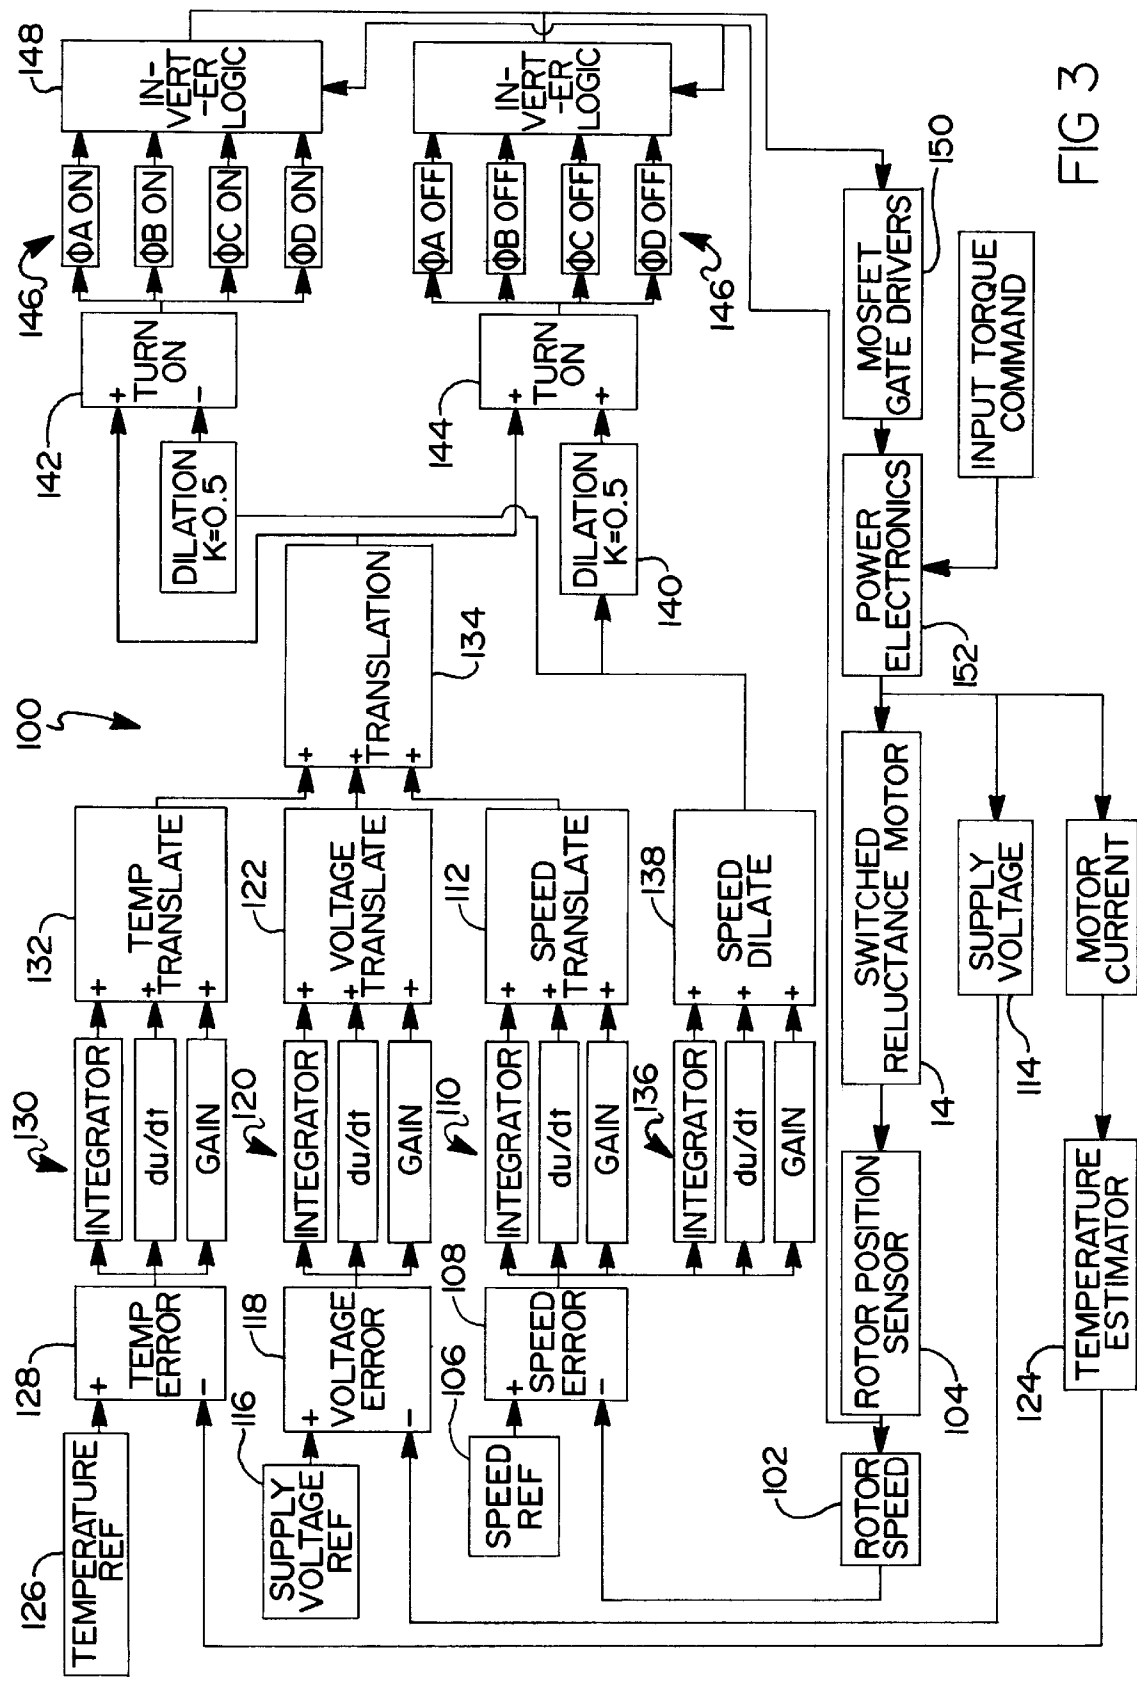 126
TEMPERATURE
REF
128
+
TEMP
ERROR
-
130
INTEGRATOR
du/dt
GAIN
132
+
+
+
TEMP
TRANSLATE
116
SUPPLY
VOLTAGE
REF
118
+
VOLTAGE
ERROR
-
120
INTEGRATOR
du/dt
GAIN
122
+
+
+
VOLTAGE
TRANSLATE
106
SPEED
REF
108
+
SPEED
ERROR
-
110
INTEGRATOR
du/dt
GAIN
112
+
+
+
SPEED
TRANSLATE
136
INTEGRATOR
du/dt
GAIN
138
+
+
+
SPEED
DILATE
100
+
+
+
TRANSLATION
134
DILATION
K=0.5
DILATION
K=0.5
140
142
+
TURN
ON
-
144
+
TURN
ON
+
146
ΦA ON
ΦB ON
ΦC ON
ΦD ON
ΦA OFF
ΦB OFF
ΦC OFF
ΦD OFF
146
148
IN-
VERT
-ER
LOGIC
IN-
VERT
-ER
LOGIC
102
ROTOR
SPEED
ROTOR POSITION
SENSOR
104
SWITCHED
RELUCTANCE MOTOR
14
POWER
ELECTRONICS
152
MOSFET
GATE DRIVERS
150
SUPPLY
VOLTAGE
114
INPUT TORQUE
COMMAND
124
TEMPERATURE
ESTIMATOR
MOTOR
CURRENT
FIG 3